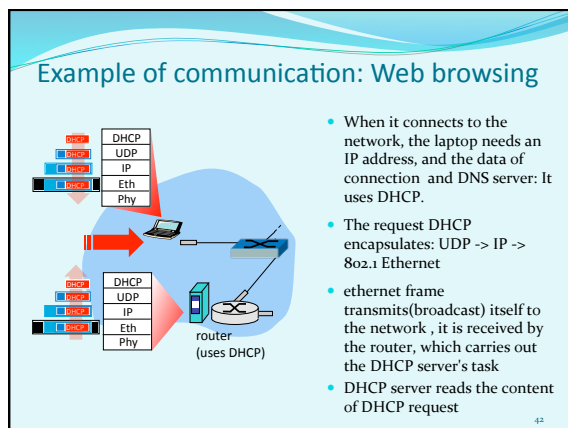 Example of communication: Web browsing
DHCP
DHCP
DHCP
DHCP
DHCP
UDP
IP
Eth
Phy
DHCP
DHCP
DHCP
DHCP
DHCP
UDP
IP
Eth
Phy
router
(uses DHCP)
• When it connects to the
network, the laptop needs an
IP address, and the data of
connection and DNS server: It
uses DHCP.
• The request DHCP
encapsulates: UDP -> IP ->
802.1 Ethernet
• ethernet frame
transmits(broadcast) itself to
the network , it is received by
the router, which carries out
the DHCP server's task
• DHCP server reads the content
of DHCP request
42